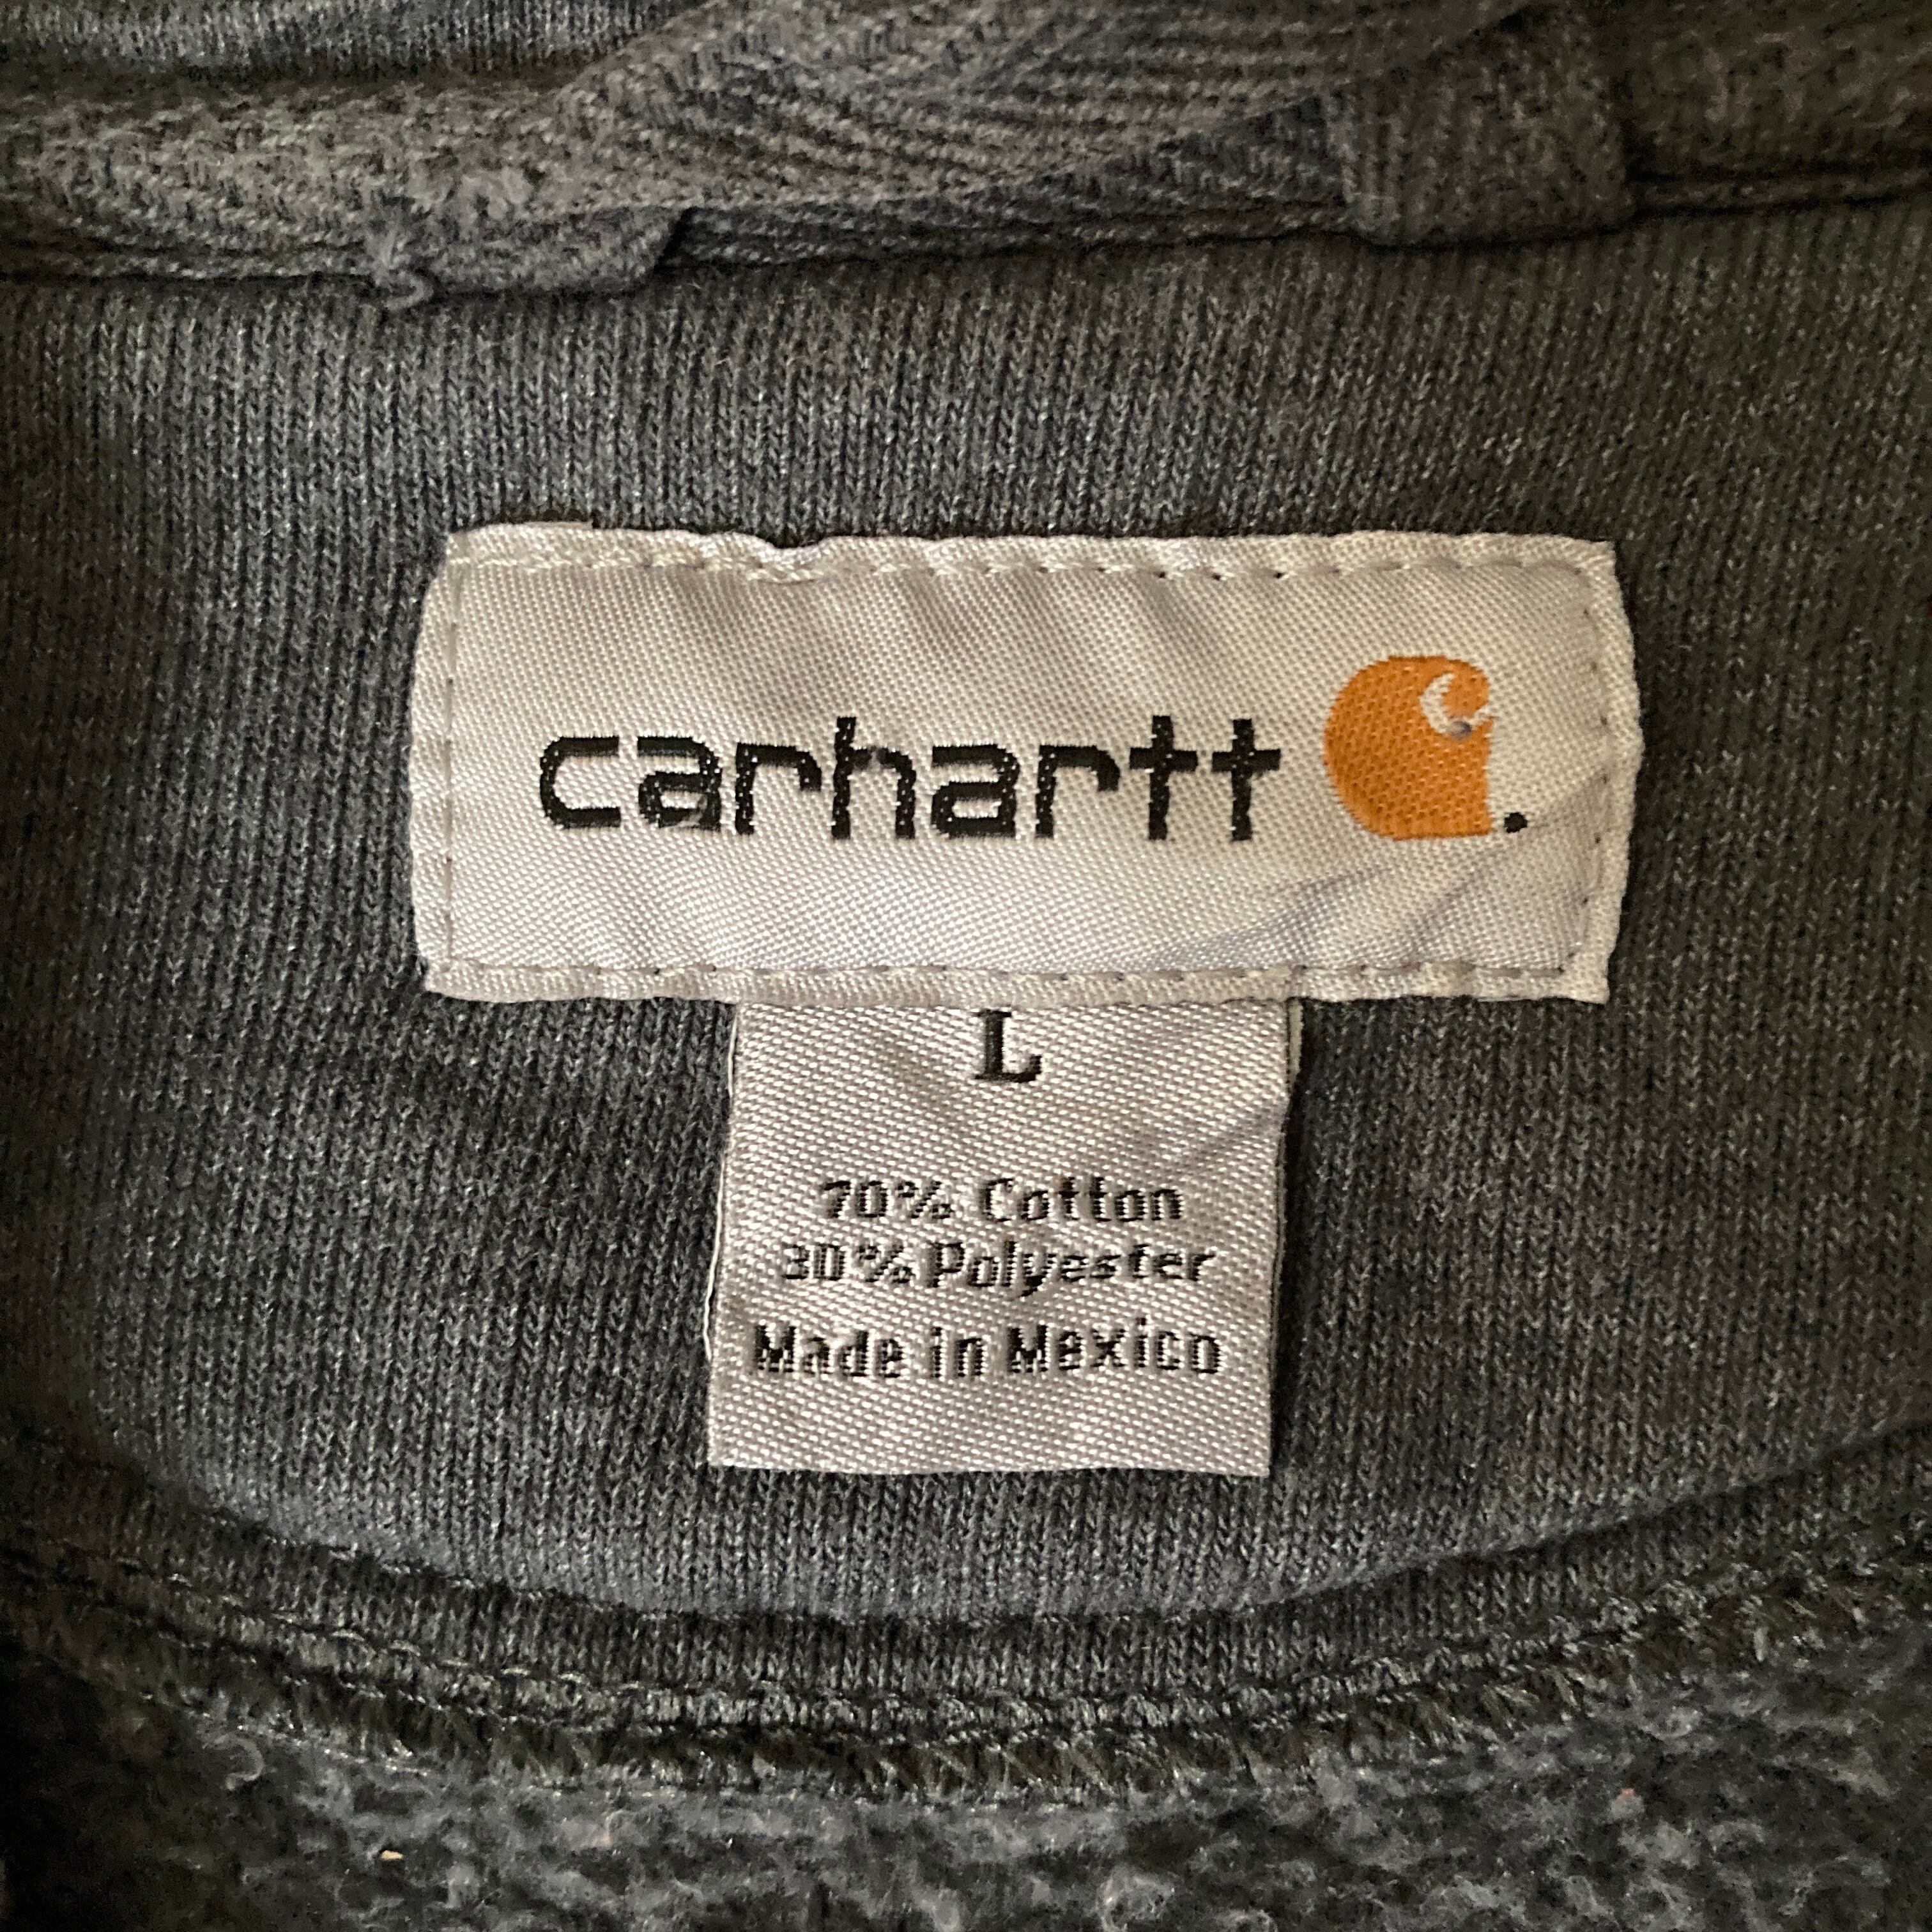 carhartt
L
70% Cotton
30% Polyester
Made in Mexico